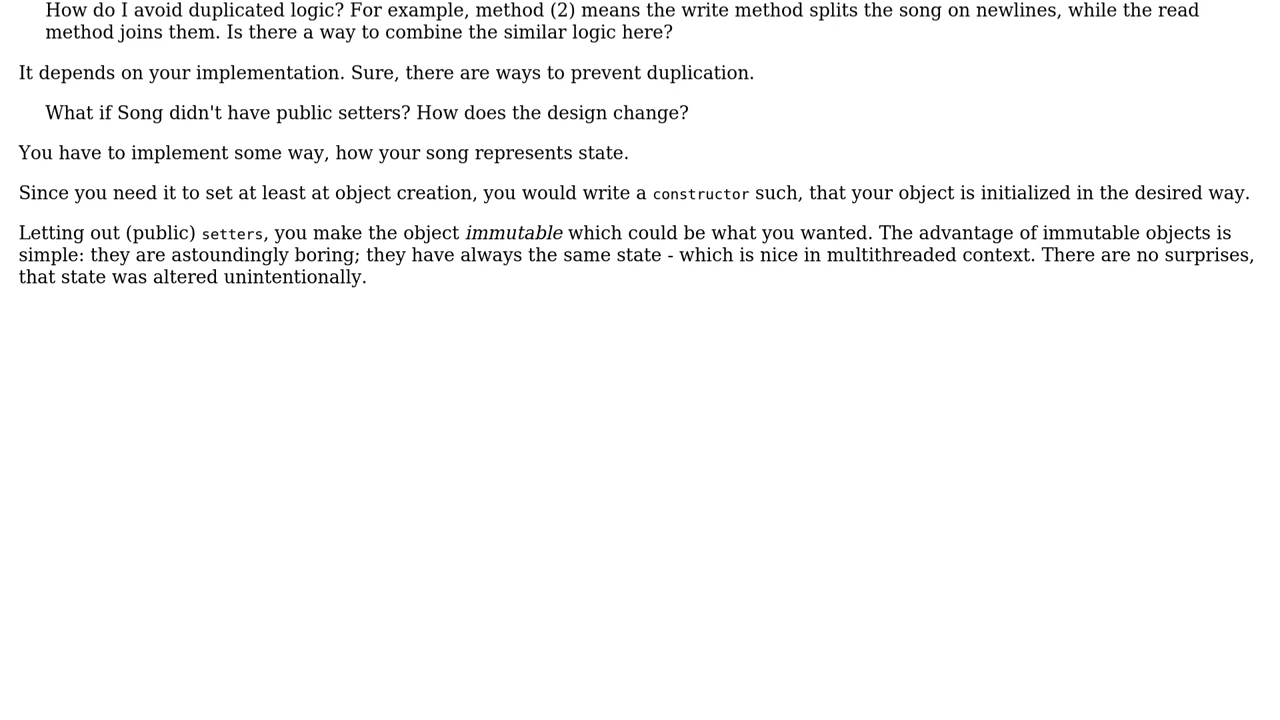 How do I avoid duplicated logic? For example, method (2) means the write method splits the song on newlines, while the read
method joins them. Is there a way to combine the similar logic here?
It depends on your implementation. Sure, there are ways to prevent duplication.
What if Song didn't have public setters? How does the design change?
You have to implement some way, how your song represents state.
Since you need it to set at least at object creation, you would write a constructor such, that your object is initialized in the desired way.
Letting out (public) setters, you make the object immutable which could be what you wanted. The advantage of immutable objects is
simple: they are astoundingly boring; they have always the same state - which is nice in multithreaded context. There are no surprises,
that state was altered unintentionally.